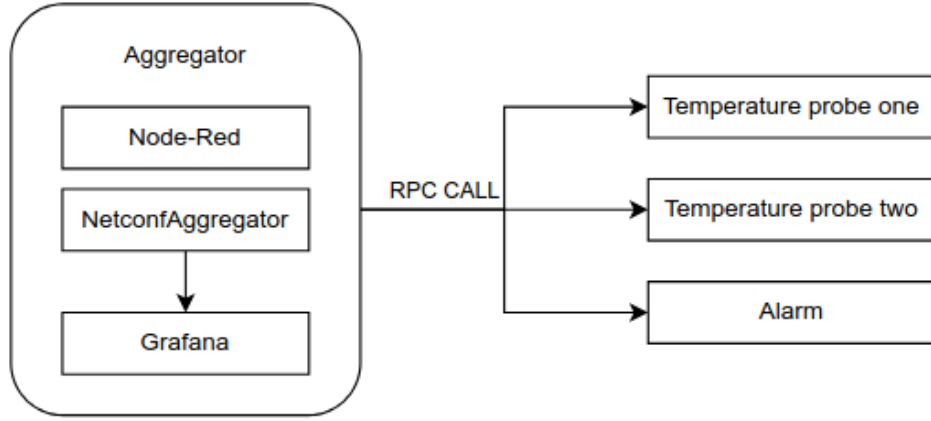 Aggregator
Node-Red
NetconfAggregator
Grafana
RPC CALL
Temperature probe one
Temperature probe two
Alarm